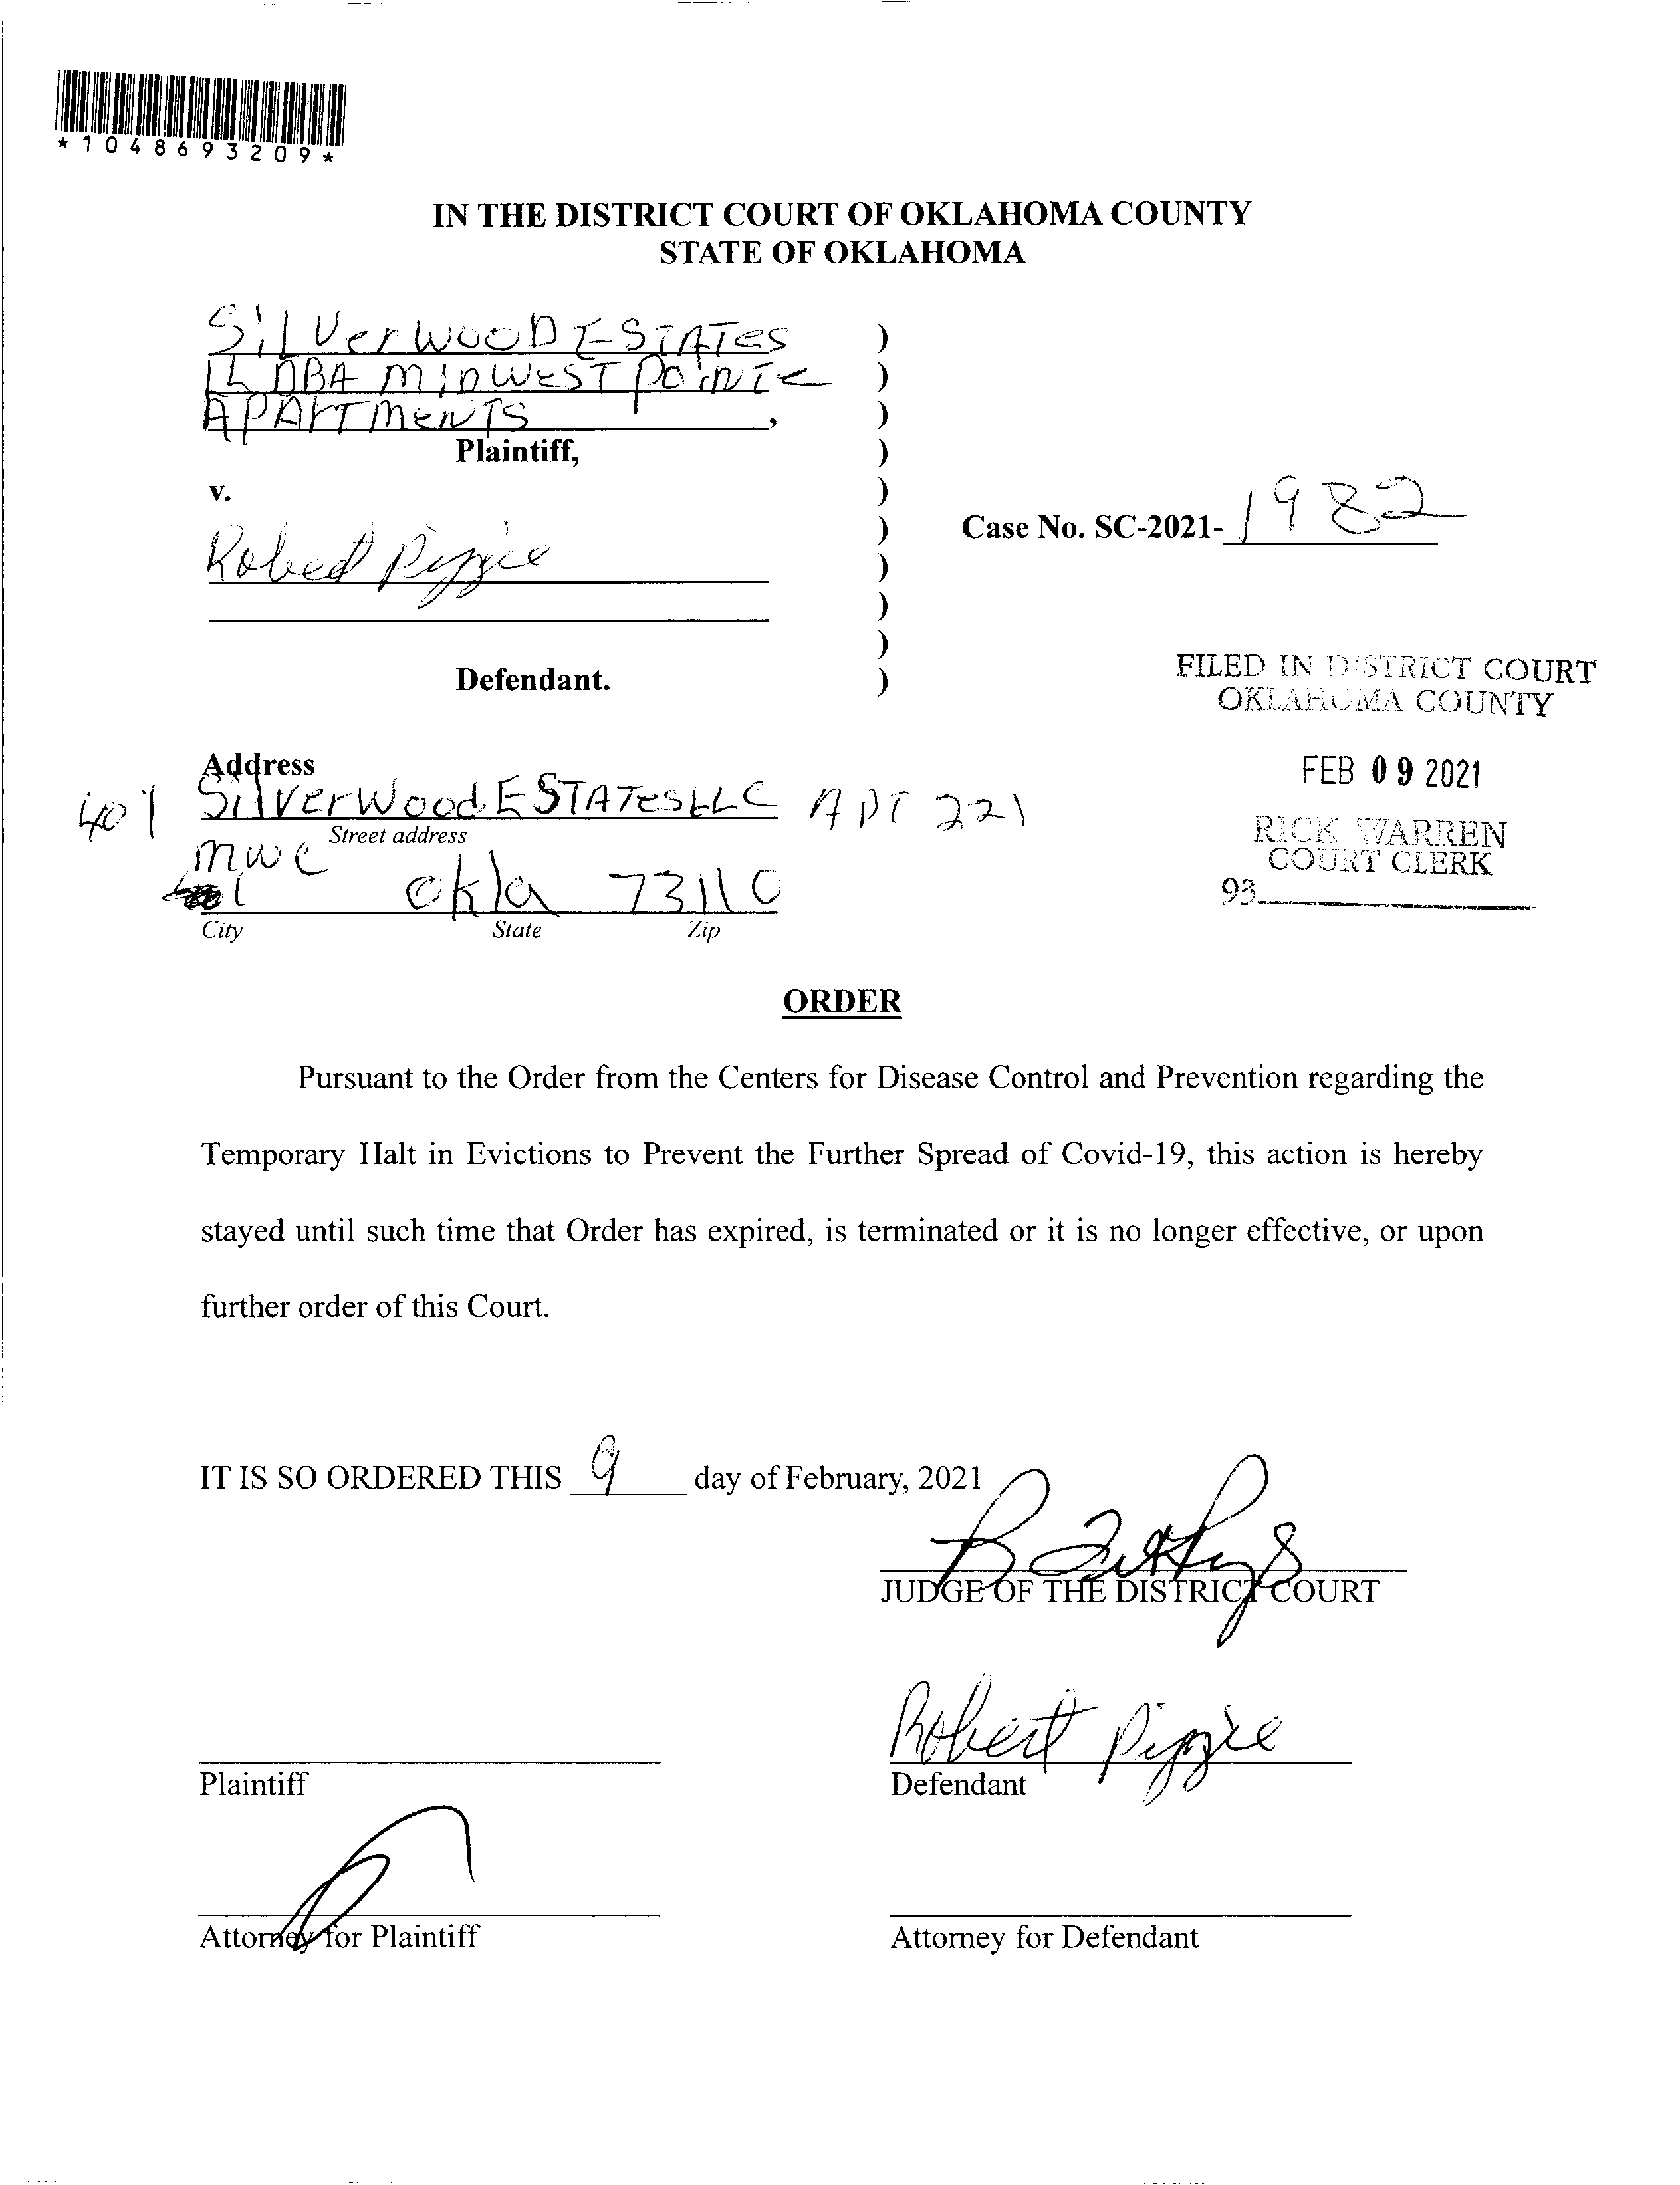 *1048693209*
IN THE DISTRICT COURT OF OKLAHOMA COUNTY
STATE OF OKLAHOMA
SilverwooD ESTATes )
DBA MIDWEST PoinTe )
APArTMenTS , )
Plaintiff, )
v. )
Case No. SC-2021- 1982 )
Robert )
)
)
)
Defendant. )
FILED IN DISTRICT COURT
OKLAHOMA COUNTY
FEB 09 2021
RICK WARREN
COURT CLERK
93
Address
401 SilverWood ESTATesLLC APT 221
Street address
mwc
okla 73110
City State Zip
ORDER
Pursuant to the Order from the Centers for Disease Control and Prevention regarding the
Temporary Halt in Evictions to Prevent the Further Spread of Covid-19, this action is hereby
stayed until such time that Order has expired, is terminated or it is no longer effective, or upon
further order of this Court.
IT IS SO ORDERED THIS 9 day of February, 2021
JUDGE OF THE DISTRICT COURT
Robert
Plaintiff Defendant
Attorney for Plaintiff Attorney for Defendant